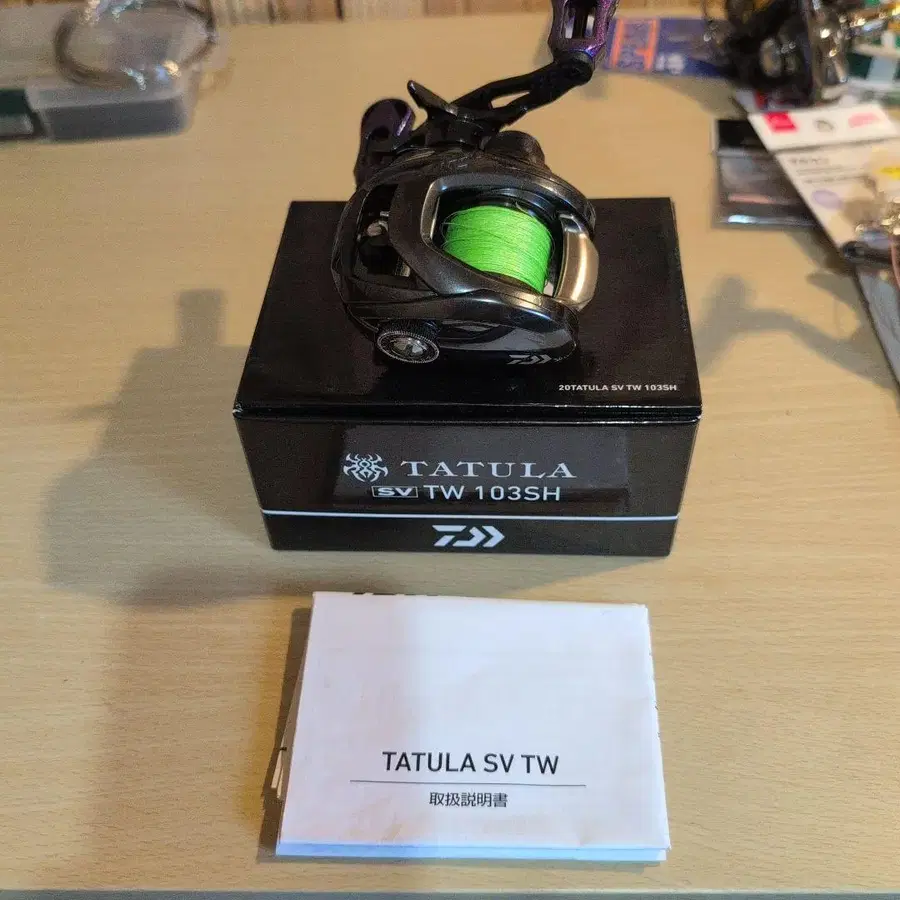 20TATULA SV TW 103SH
TATULA
SV TW 103SH
TATULA SV TW
取扱説明書